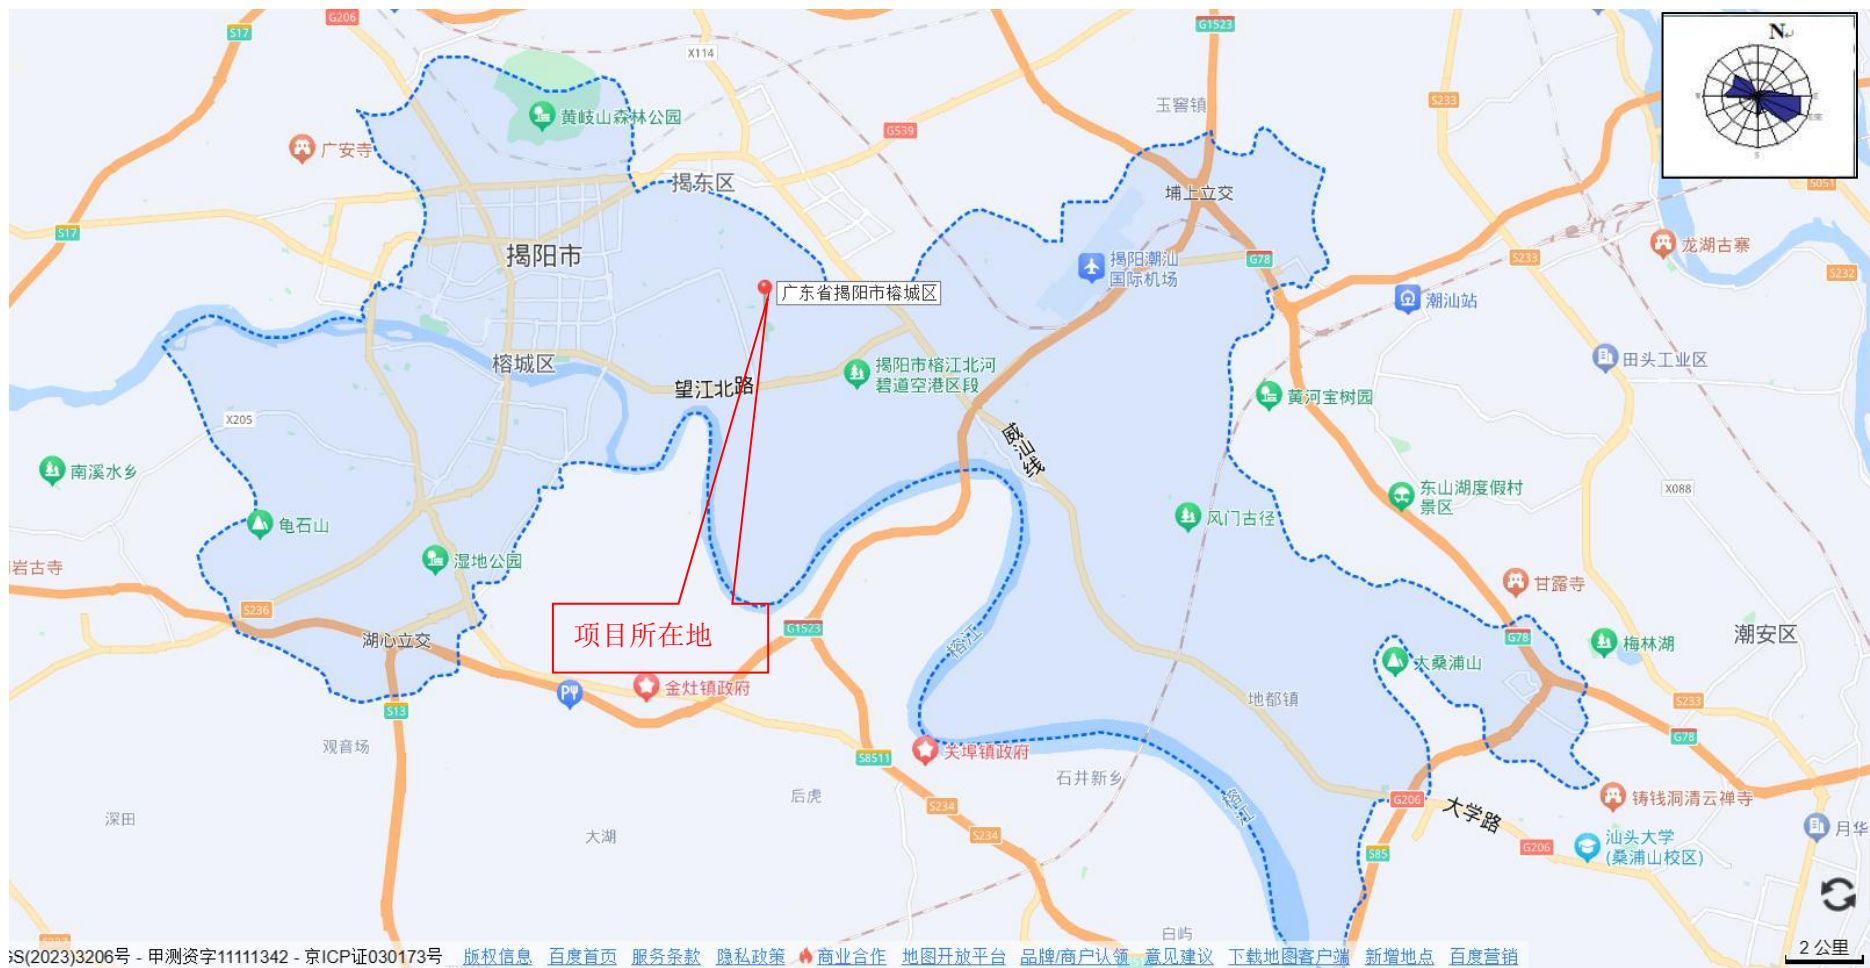 G206
S17
G1523
X114
N
S233
玉窖镇
黄岐山森林公园
G539
广安寺
揭东区
埔上立交
S051
S17
揭阳市
揭阳潮汕
国际机场
G78
龙湖古寨
S233
S232
广东省揭阳市榕城区
潮汕站
榕城区
揭阳市榕江北河
碧道空港区段
田头工业区
望江北路
黄河宝树园
X205
威汕线
南溪水乡
东山湖度假村
景区
X088
龟石山
风门古径
湿地公园
岩古寺
甘露寺
S236
项目所在地
G1523
湖心立交
榕江
G78
梅林湖
潮安区
大桑浦山
金灶镇政府
地都镇
S233
S13
观音场
关埠镇政府
G78
S8511
石井新乡
后虎
S234
榕江
G206
大学路
铸钱洞清云禅寺
深田
大湖
S234
汕头大学
(桑浦山校区)
月华
G206
S85
白屿
2 公里
GS(2023)3206号 - 甲测资字11111342 - 京ICP证030173号 版权信息 百度首页 服务条款 隐私政策 商业合作 地图开放平台 品牌/商户认领 意见建议 下载地图客户端 新增地点 百度营销